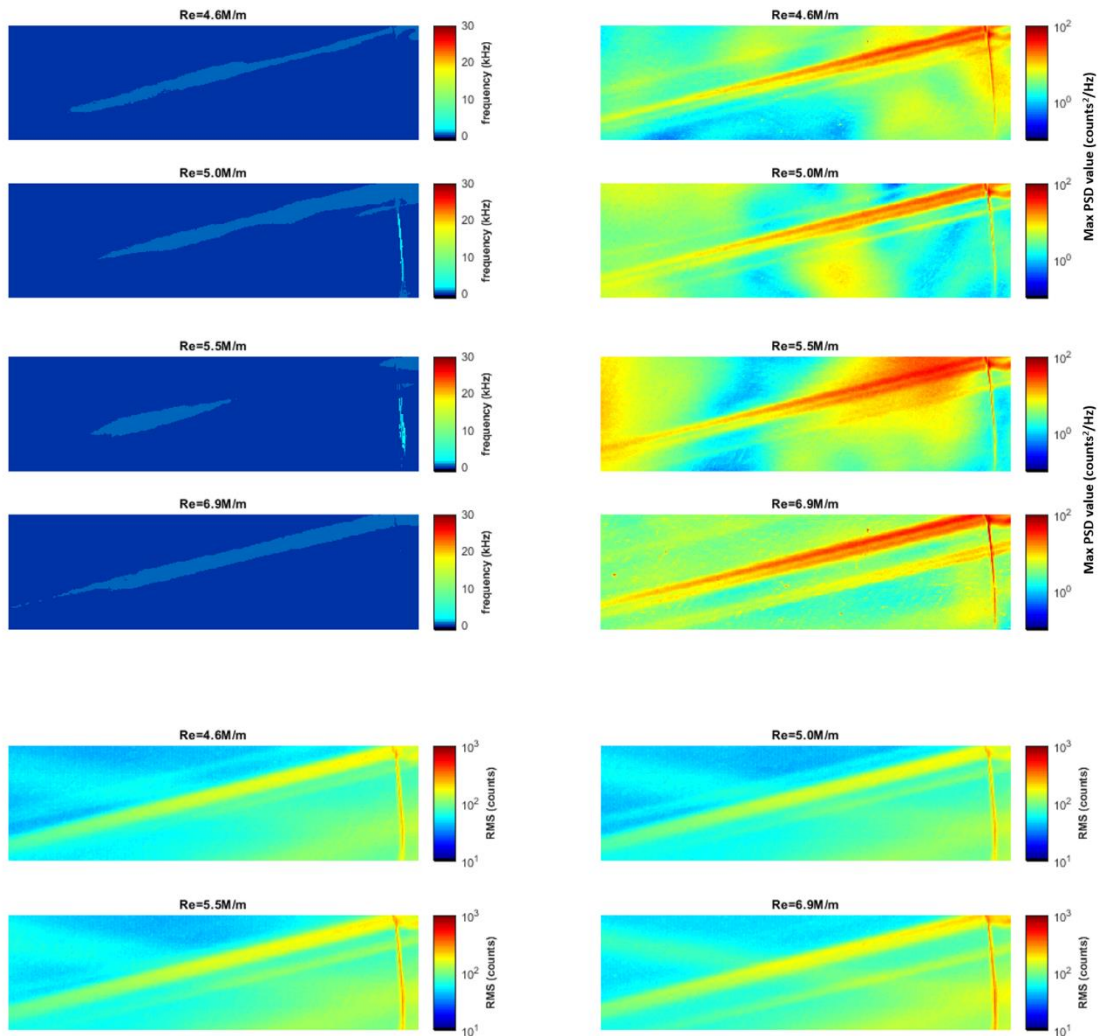 Re=4.6M/m
30
20
10
0
frequency (kHz)
Re=4.6M/m
10²
10⁰
Max PSD value (counts²/Hz)
Re=5.0M/m
30
20
10
0
frequency (kHz)
Re=5.0M/m
10²
10⁰
Re=5.5M/m
30
20
10
0
frequency (kHz)
Re=5.5M/m
10²
10⁰
Max PSD value (counts²/Hz)
Re=6.9M/m
30
20
10
0
frequency (kHz)
Re=6.9M/m
10²
10⁰
Re=4.6M/m
10³
10²
10¹
RMS (counts)
Re=5.0M/m
10³
10²
10¹
RMS (counts)
Re=5.5M/m
10³
10²
10¹
RMS (counts)
Re=6.9M/m
10³
10²
10¹
RMS (counts)